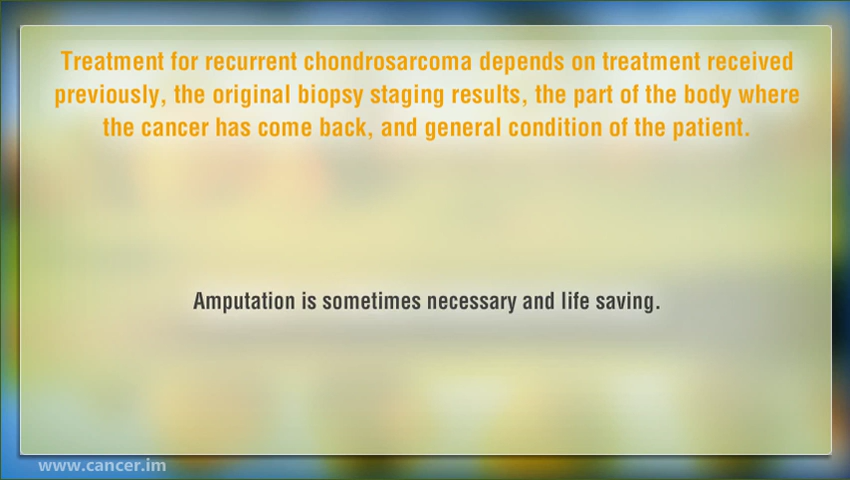 Treatment for recurrent chondrosarcoma depends on treatment received
previously, the original biopsy staging results, the part of the body where
the cancer has come back, and general condition of the patient.
Amputation is sometimes necessary and life saving.
www.cancer.im